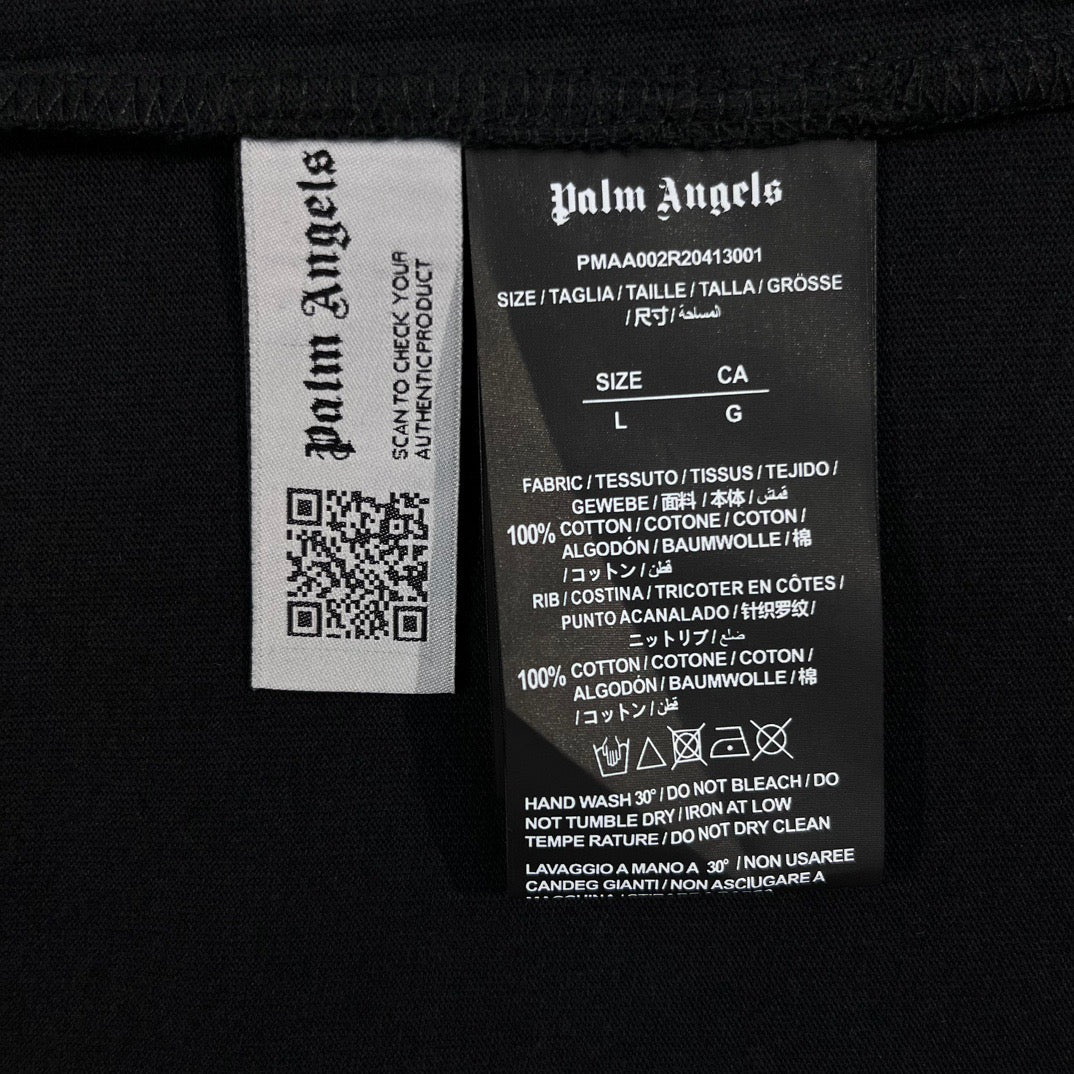 Palm Angels
SCAN TO CHECK YOUR
AUTHENTIC PRODUCT
Palm Angels
PMAA002R20413001
SIZE / TAGLIA / TAILLE / TALLA / GRÖSSE
/ 尺寸 / المساحة
SIZE CA
L G
FABRIC / TESSUTO / TISSUS / TEJIDO /
GEWEBE / 面料 / 本体 / قمش
100% COTTON / COTONE / COTON /
ALGODÓN / BAUMWOLLE / 棉
/ コットン / قطن
RIB / COSTINA / TRICOTER EN CÔTES /
PUNTO ACANALADO / 针织罗纹 /
ニットリブ / ضلع
100% COTTON / COTONE / COTON /
ALGODÓN / BAUMWOLLE / 棉
/ コットン / قطن
HAND WASH 30° / DO NOT BLEACH / DO
NOT TUMBLE DRY / IRON AT LOW
TEMPE RATURE / DO NOT DRY CLEAN
LAVAGGIO A MANO A 30° / NON USAREE
CANDEG GIANTI / NON ASCIUGARE A